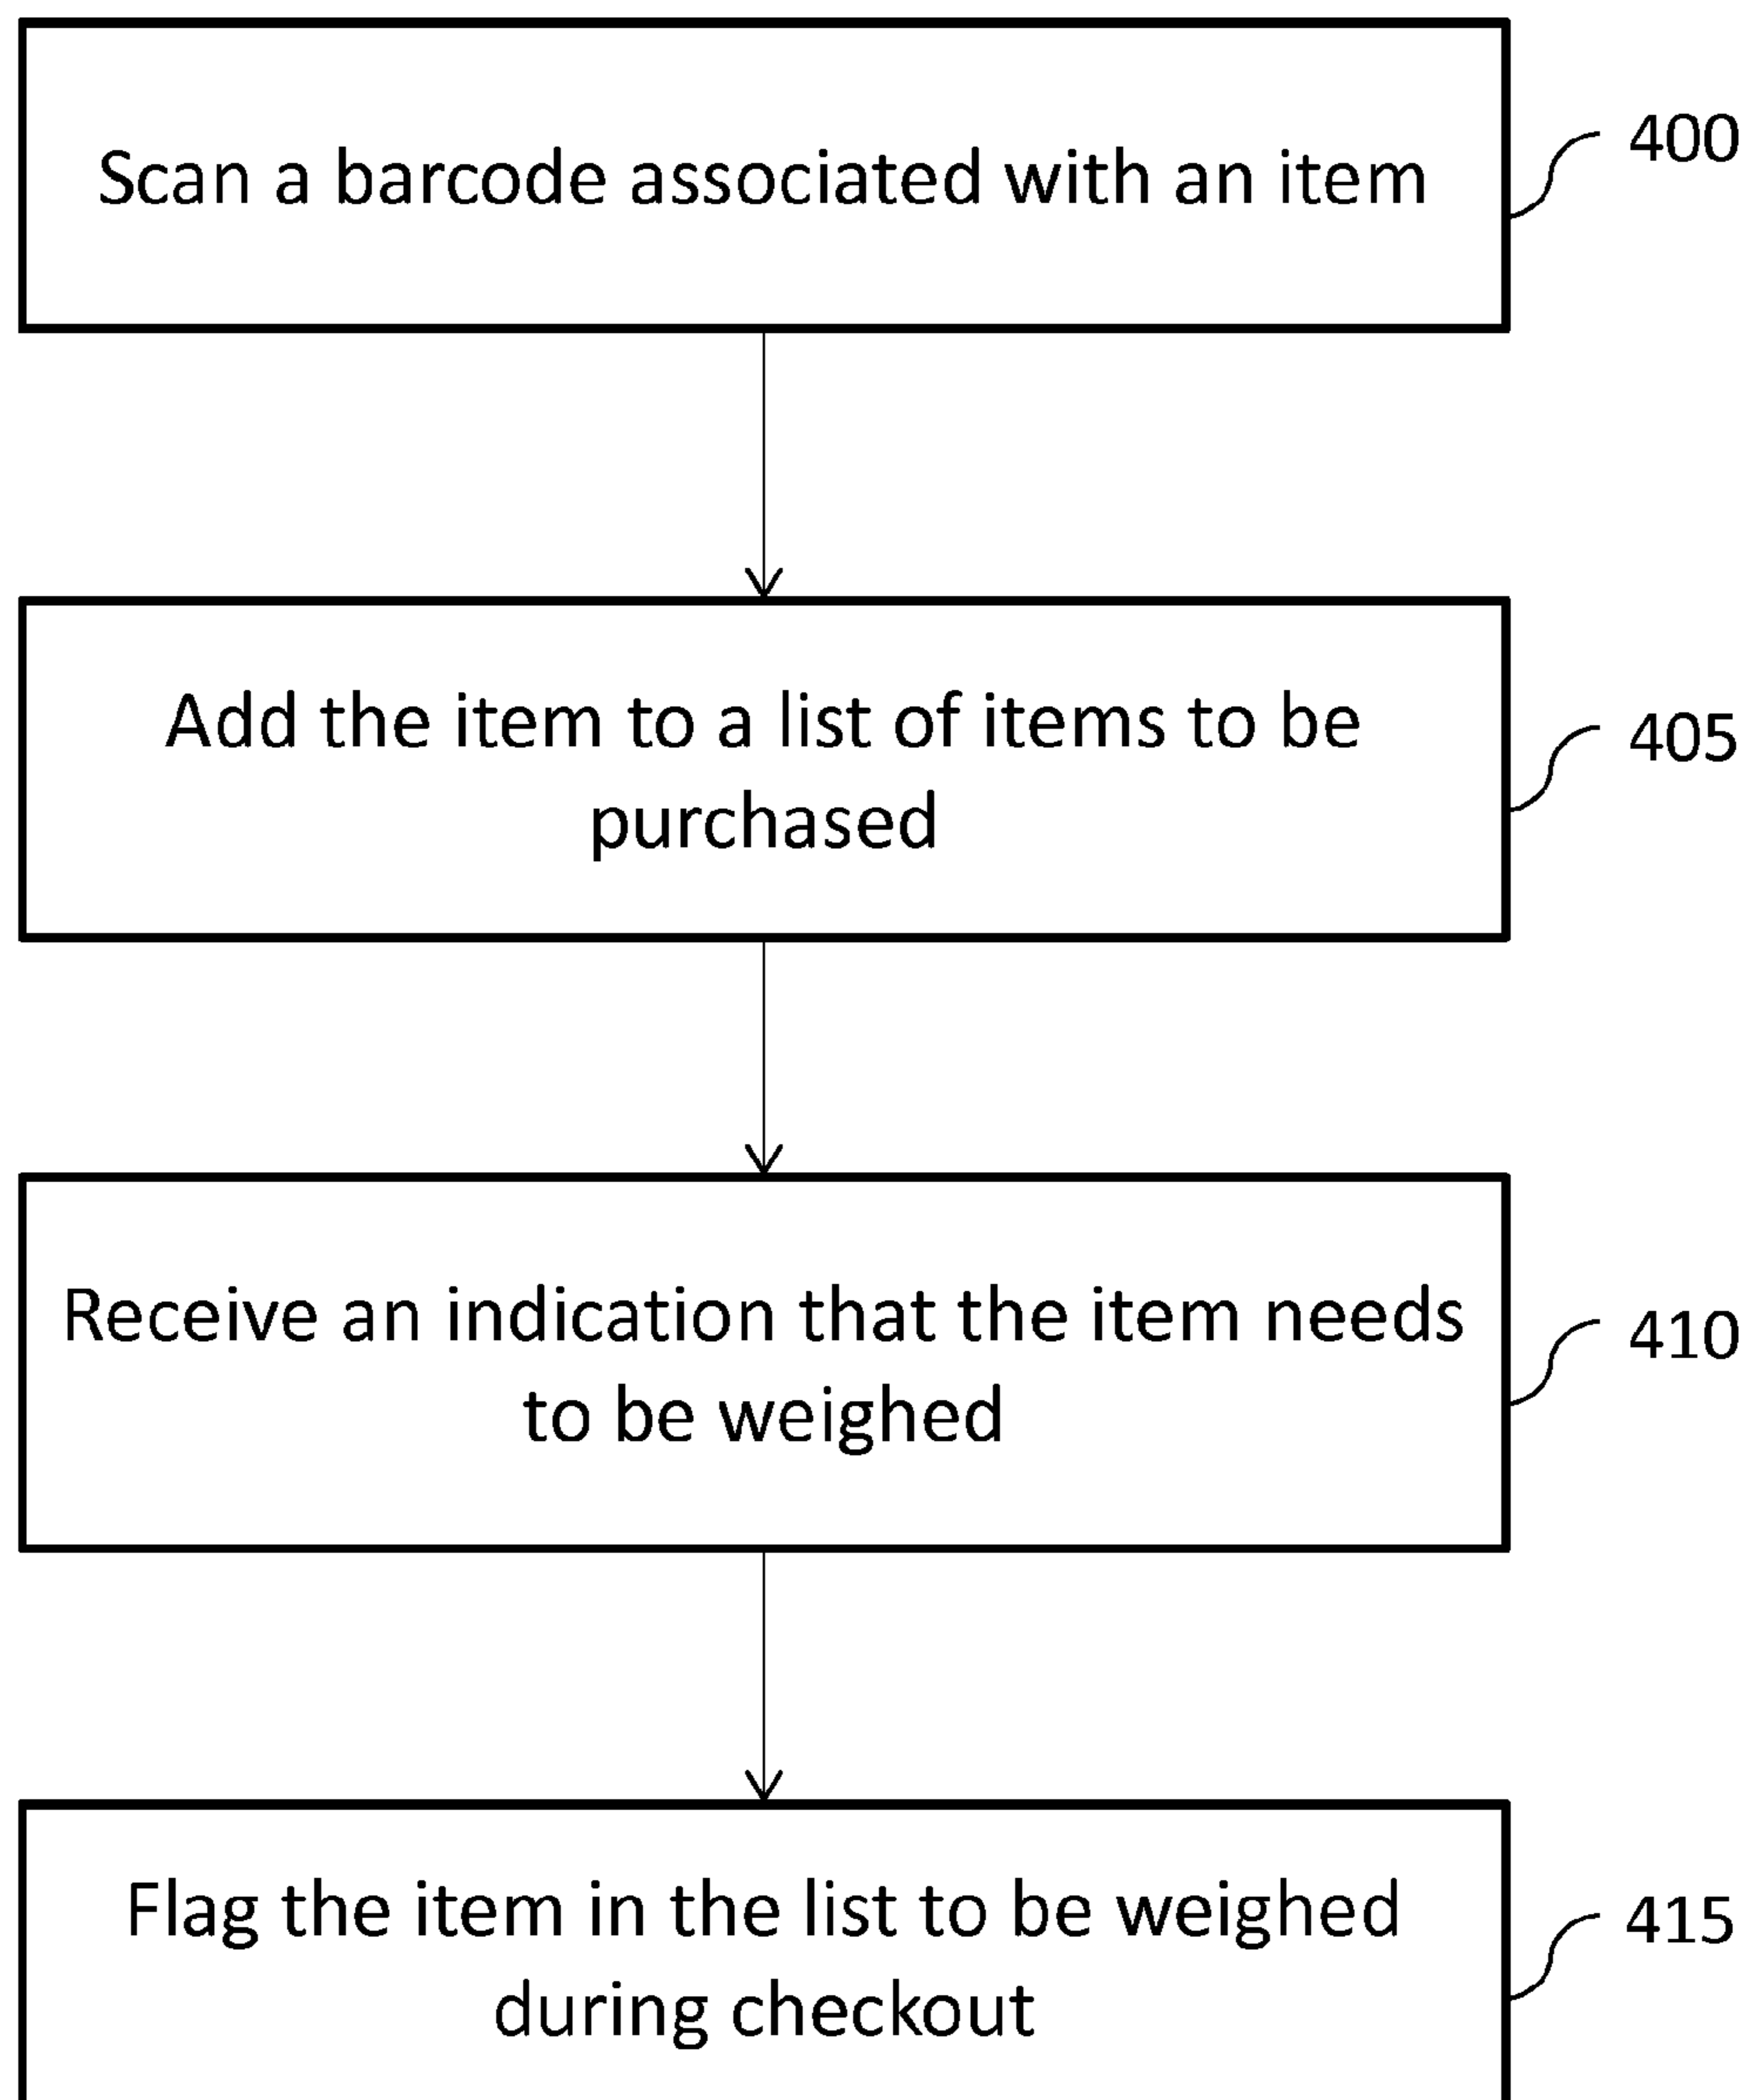 Scan a barcode associated with an item
400
Add the item to a list of items to be
purchased
405
Receive an indication that the item needs
to be weighed
410
Flag the item in the list to be weighed
during checkout
415